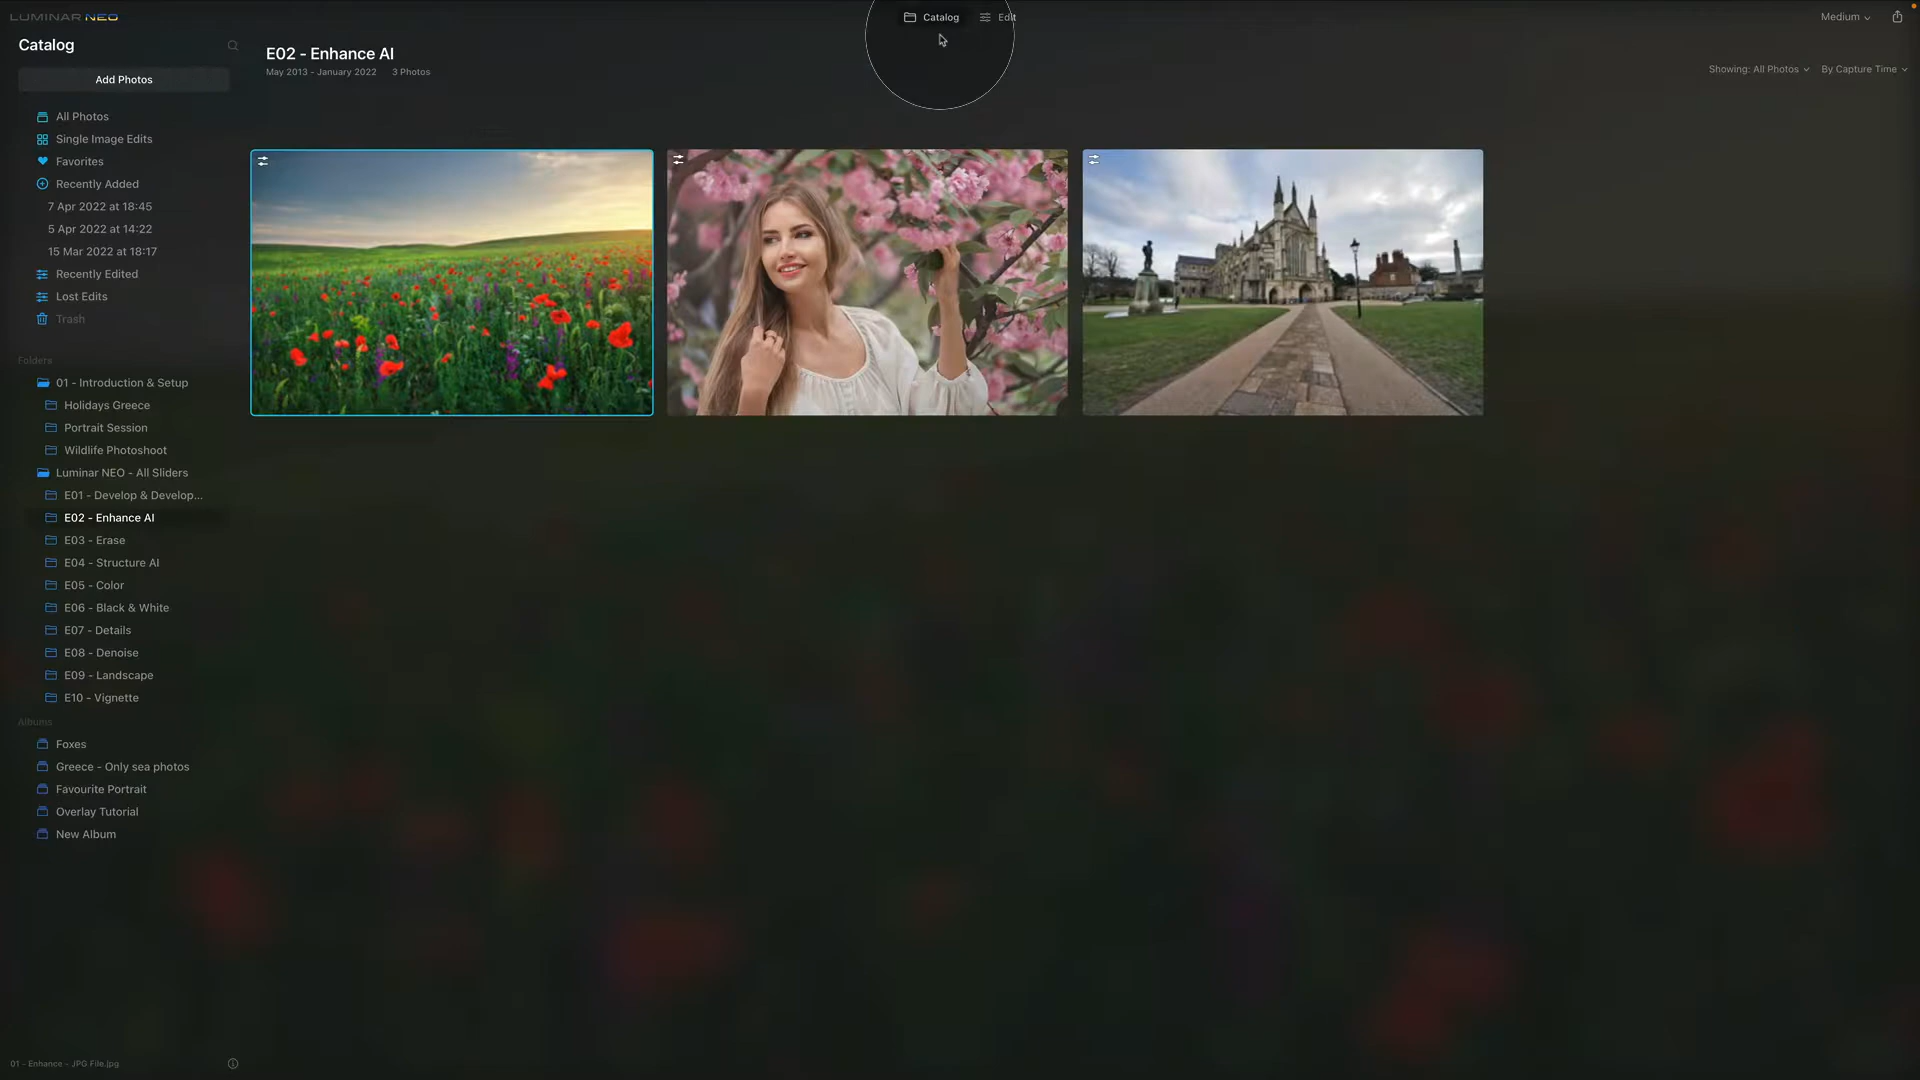 LUMINAR NEO
Catalog
Edit
Medium
Catalog
Add Photos
All Photos
Single Image Edits
Favorites
Recently Added
7 Apr 2022 at 18:45
5 Apr 2022 at 14:22
15 Mar 2022 at 18:17
Recently Edited
Lost Edits
Trash
Folders
01 - Introduction & Setup
Holidays Greece
Portrait Session
Wildlife Photoshoot
Luminar NEO - All Sliders
E01 - Develop & Develop...
E02 - Enhance AI
E03 - Erase
E04 - Structure AI
E05 - Color
E06 - Black & White
E07 - Details
E08 - Denoise
E09 - Landscape
E10 - Vignette
Albums
Foxes
Greece - Only sea photos
Favourite Portrait
Overlay Tutorial
New Album
01 - Enhance - JPG File.jpg
E02 - Enhance AI
May 2013 - January 2022 3 Photos
Showing: All Photos By Capture Time